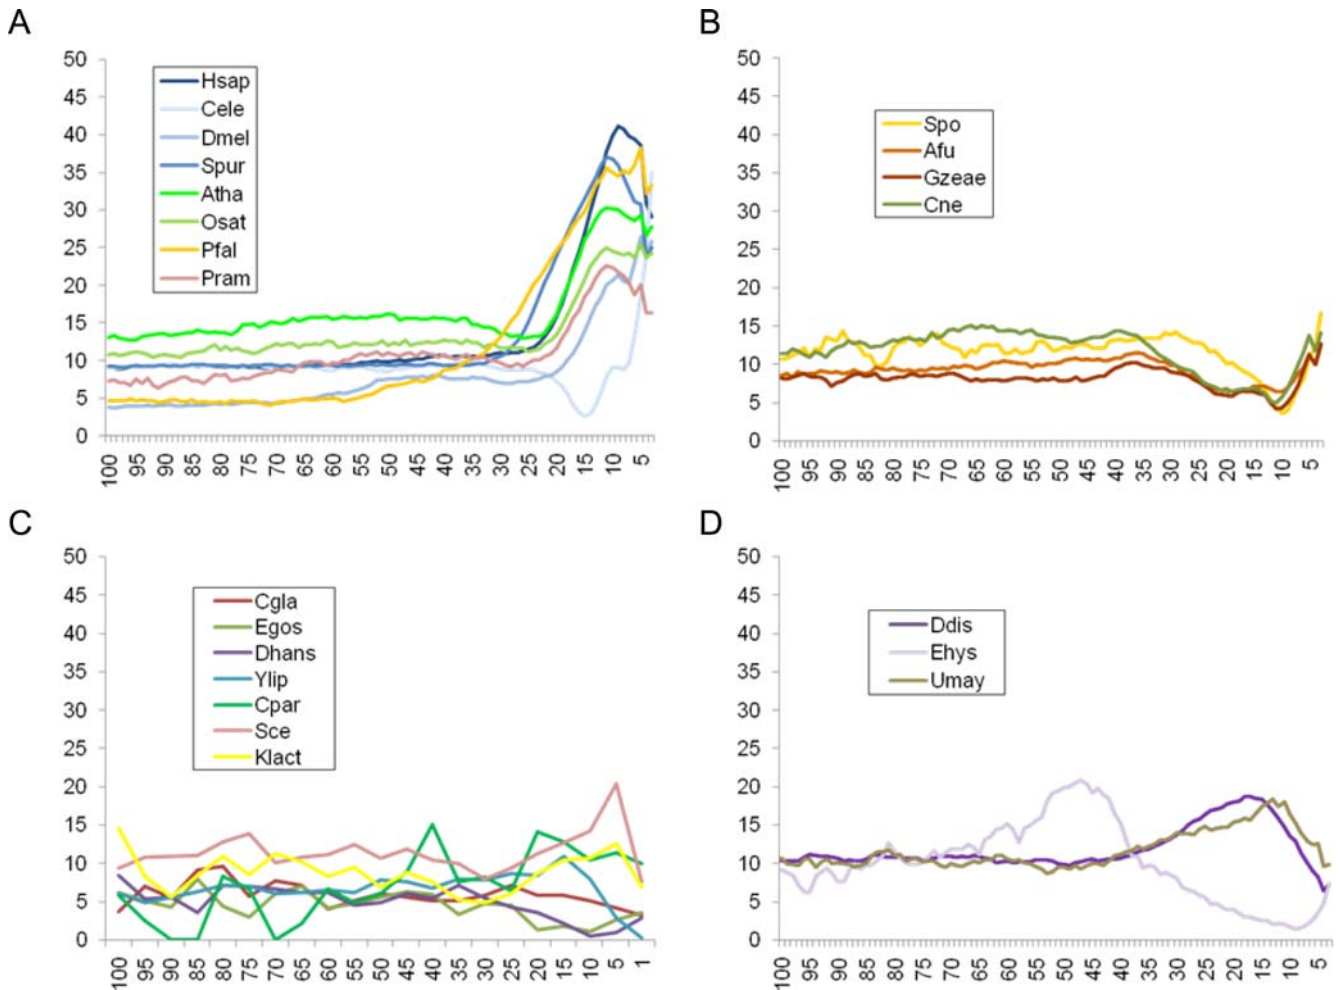 A
50
45
40
35
30
25
20
15
10
5
0
Hsap
Cele
Dmel
Spur
Atha
Osat
Pfal
Pram
100 95 90 85 80 75 70 65 60 55 50 45 40 35 30 25 20 15 10 5
B
50
45
40
35
30
25
20
15
10
5
0
Spo
Afu
Gzeae
Cne
100 95 90 85 80 75 70 65 60 55 50 45 40 35 30 25 20 15 10 5
C
50
45
40
35
30
25
20
15
10
5
0
Cgla
Egos
Dhans
Ylip
Cpar
Sce
Klact
100 95 90 85 80 75 70 65 60 55 50 45 40 35 30 25 20 15 10 5 1
D
50
45
40
35
30
25
20
15
10
5
0
Ddis
Ehys
Umay
100 95 90 85 80 75 70 65 60 55 50 45 40 35 30 25 20 15 10 5